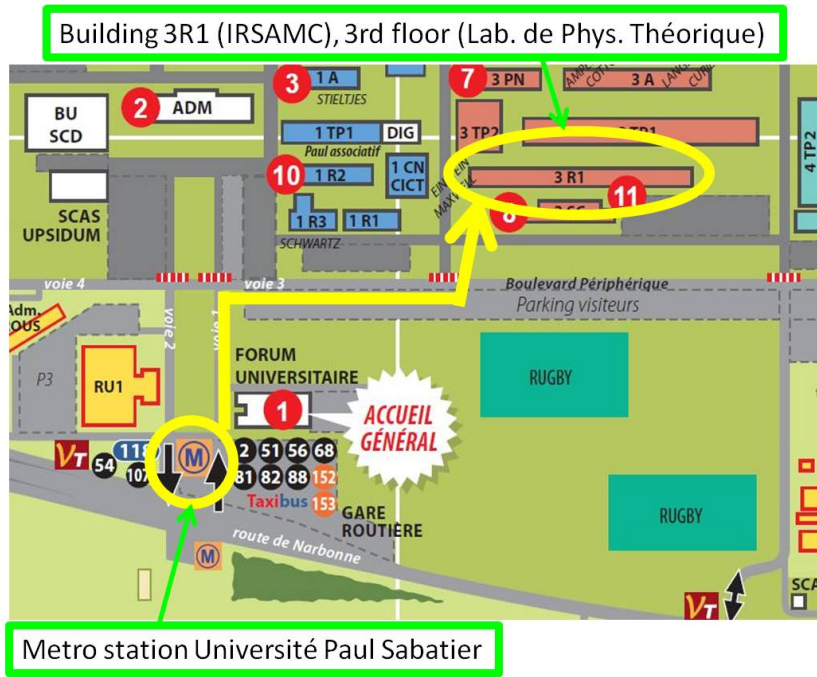 Building 3R1 (IRSAMC), 3rd floor (Lab. de Phys. Théorique)
3
1 A
STIELTJES
7
3 PN
3 A
2
ADM
BU
SCD
1 TP1
DIG
Paul associatif
3 TP2
4 TP2
10
1 R2
1 CN
CICT
3 R1
11
8
MAXWELL
SCAS
UPSIDUM
1 R3
1 R1
SCHWARTZ
voie 4
voie 3
Boulevard Périphérique
Parking visiteurs
Adm.
voie 2
voie 1
P3
RU1
FORUM
UNIVERSITAIRE
1
ACCUEIL
GÉNÉRAL
RUGBY
RUGBY
VT
54
118
107
M
2 51 56 68
81 82 88 152
Taxibus 153
GARE
ROUTIÈRE
route de Narbonne
M
VT
SCA
Metro station Université Paul Sabatier